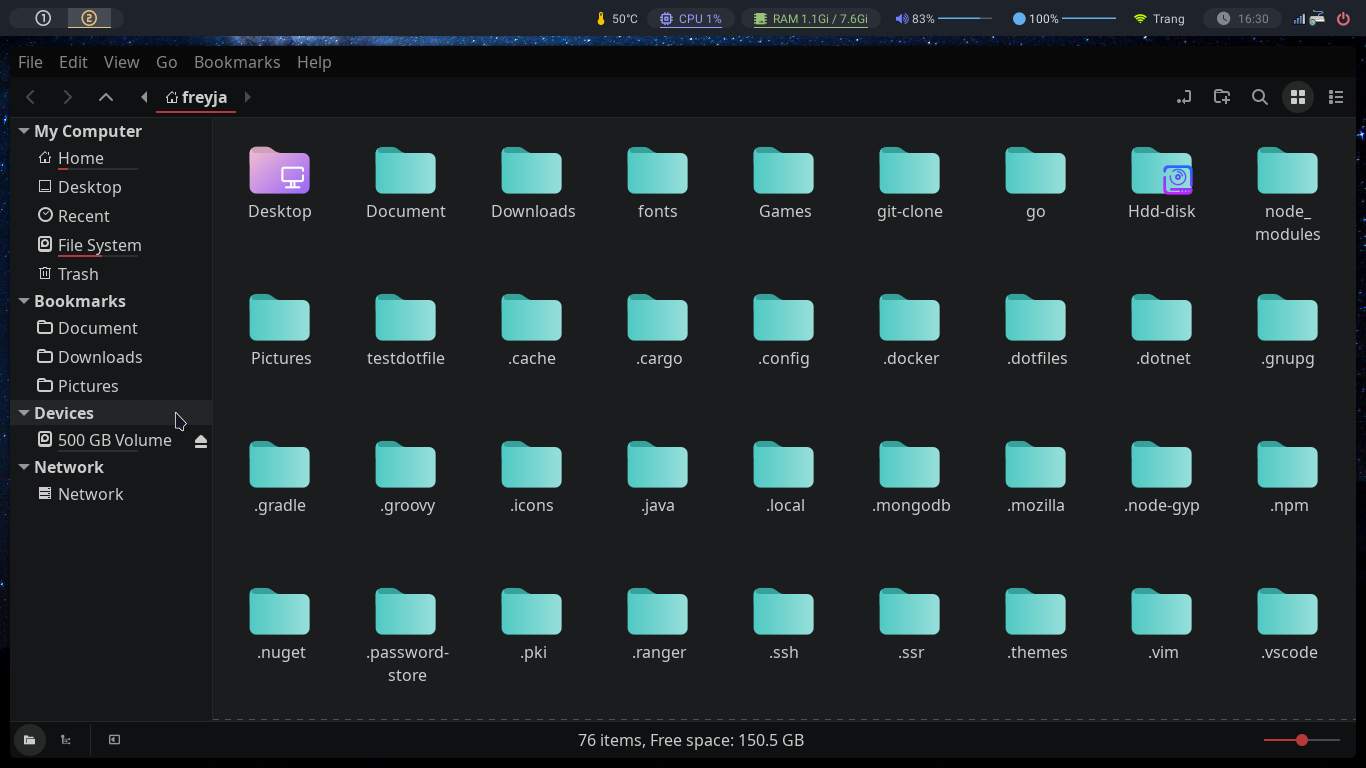 1 2 50°C CPU 1% RAM 1.1Gi / 7.6Gi 83% 100% Trang 16:30
File Edit View Go Bookmarks Help
freyja
My Computer
Home
Desktop
Recent
File System
Trash
Bookmarks
Document
Downloads
Pictures
Devices
500 GB Volume
Network
Network
Desktop Document Downloads fonts Games git-clone go Hdd-disk node_
modules
Pictures testdotfile .cache .cargo .config .docker .dotfiles .dotnet .gnupg
.gradle .groovy .icons .java .local .mongodb .mozilla .node-gyp .npm
.nuget .password- .pki .ranger .ssh .ssr .themes .vim .vscode
store
76 items, Free space: 150.5 GB